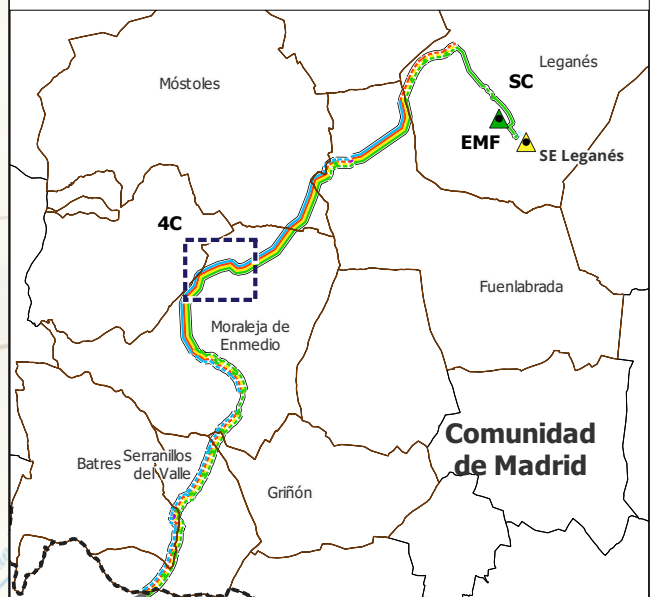 Leganés
Móstoles
SC
EMF
SE Leganés
4C
Fuenlabrada
Moraleja de
Enmedio
Comunidad
de Madrid
Batres
Serranillos
del Valle
Griñón